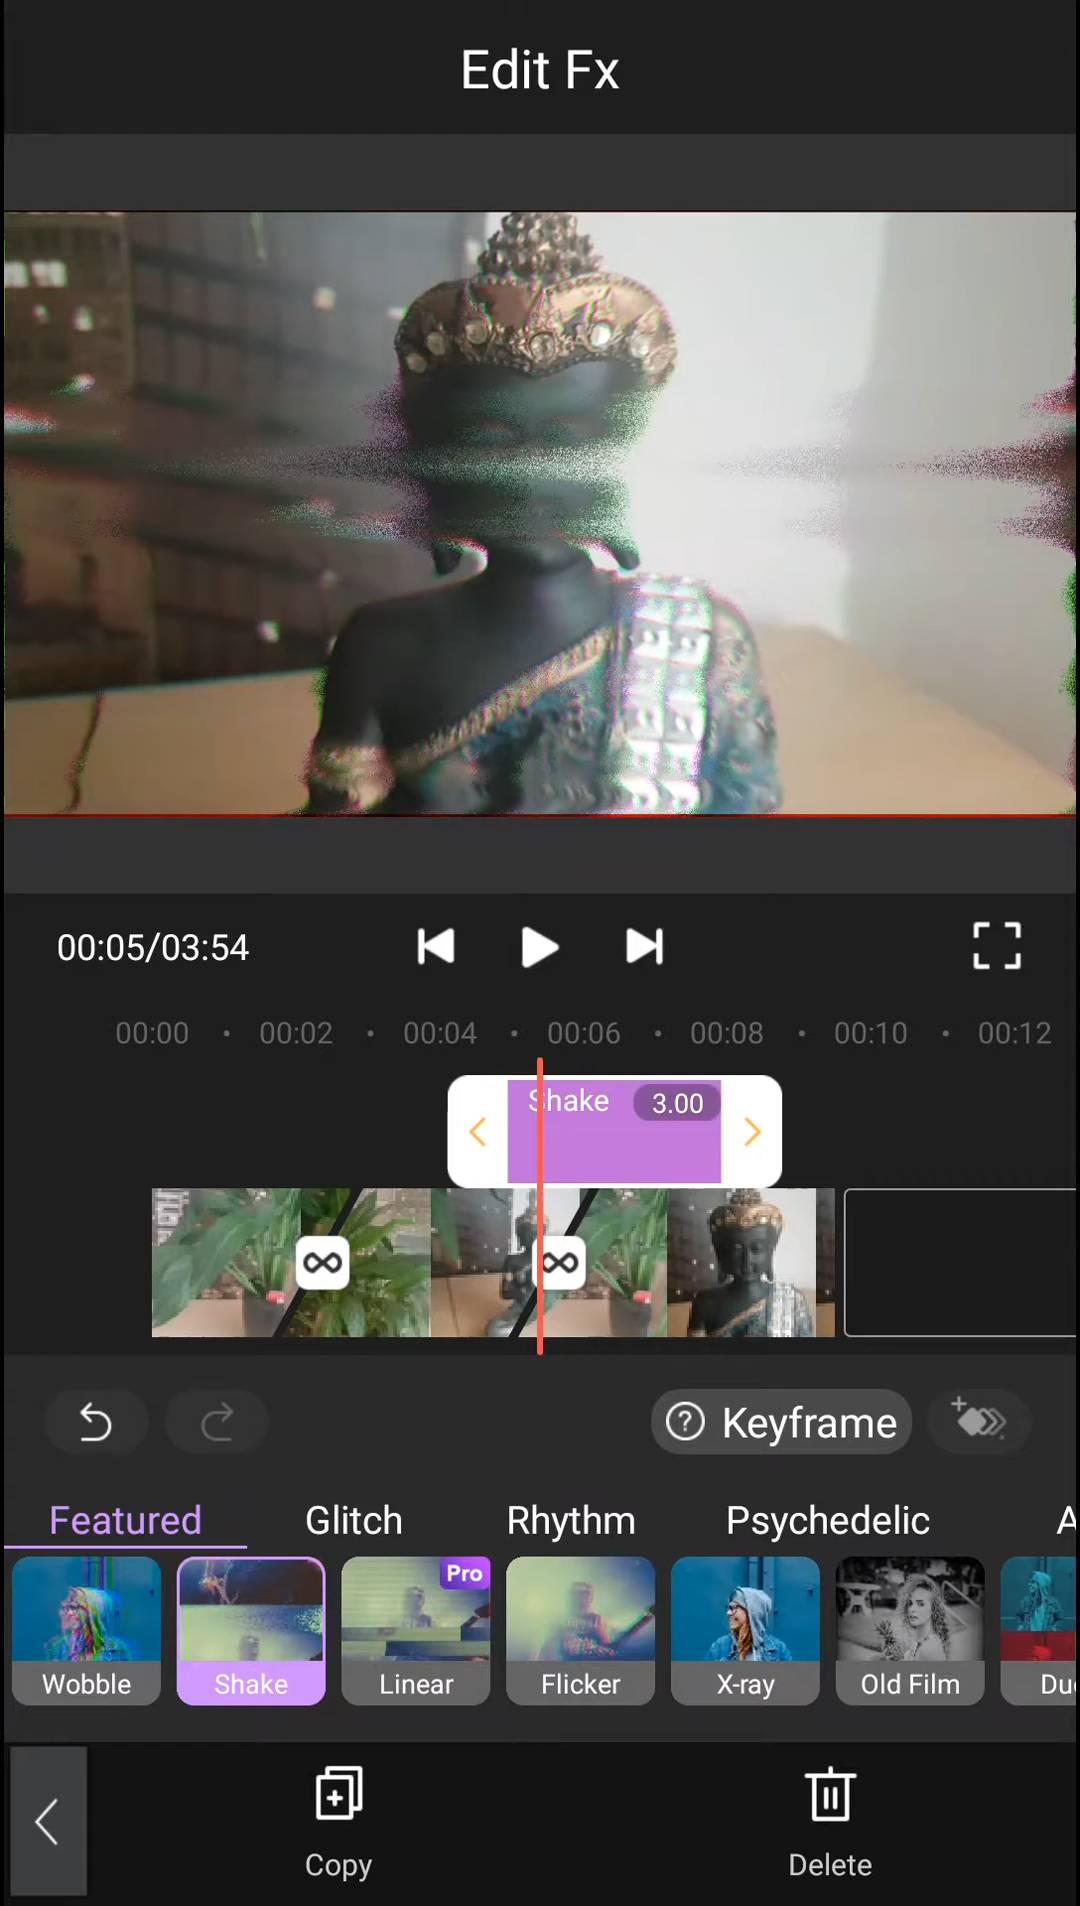 Edit Fx
00:05/03:54
00:00 00:02 00:04 00:06 00:08 00:10 00:12
Shake 3.00
Keyframe
Featured Glitch Rhythm Psychedelic A
Pro
Wobble Shake Linear Flicker X-ray Old Film Du
Copy Delete